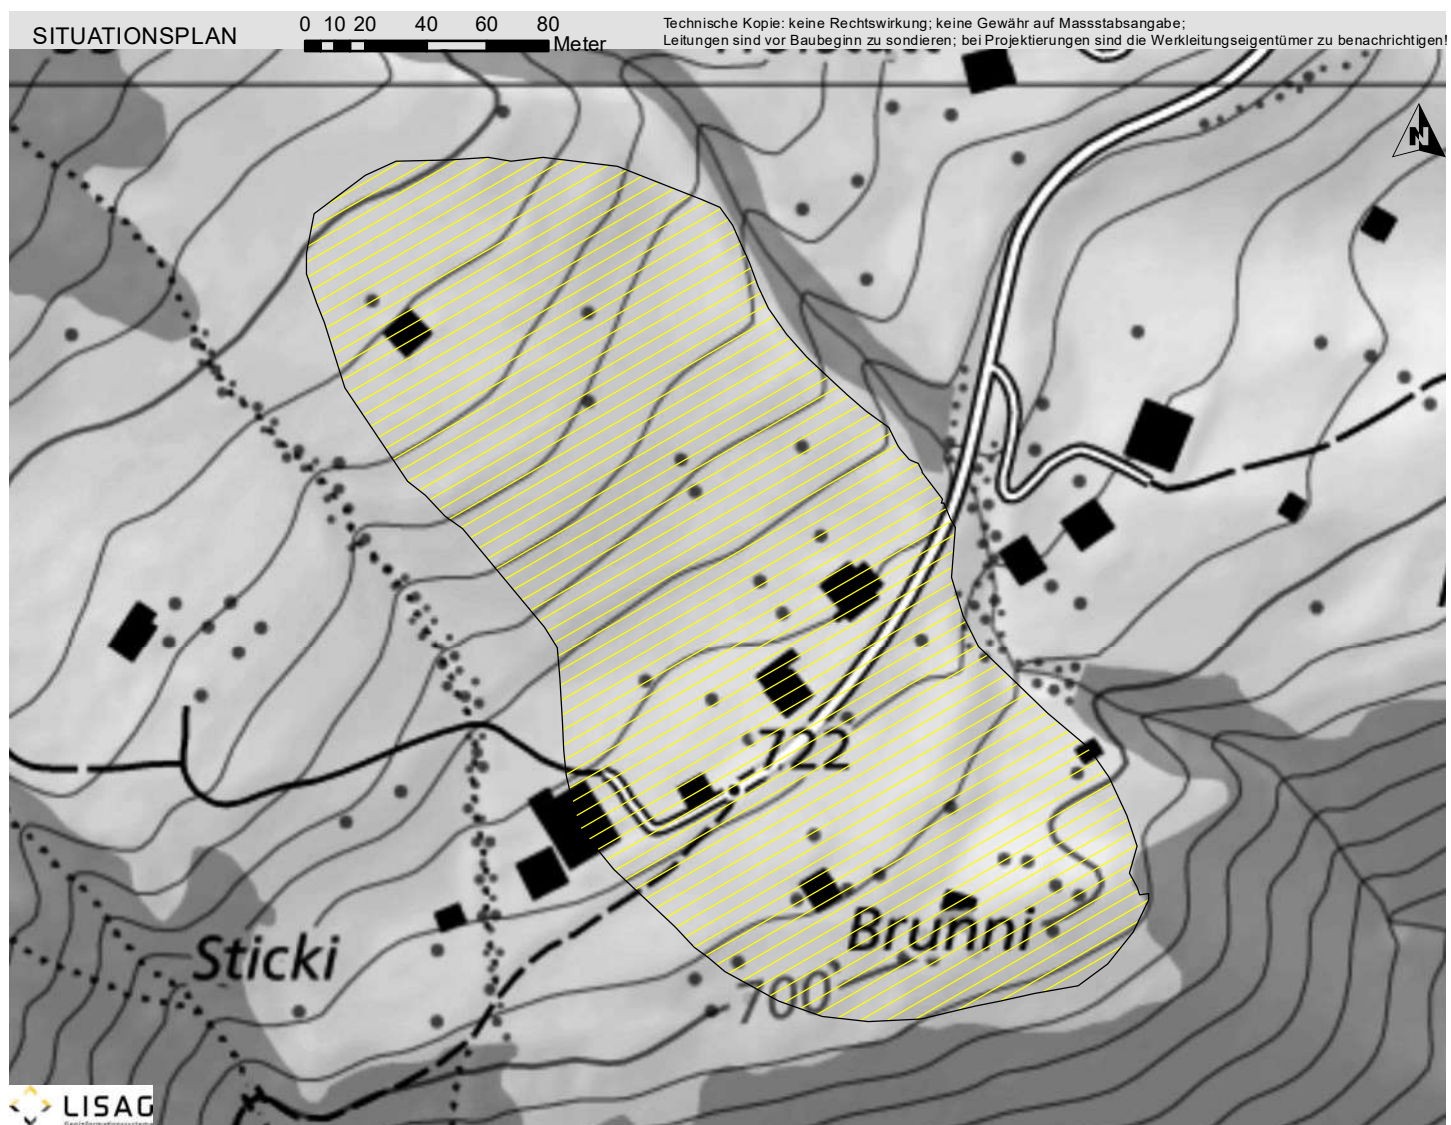 SITUATIONSPLAN
0 10 20 40 60 80
Meter
Technische Kopie: keine Rechtswirkung; keine Gewähr auf Massstabsangabe;
Leitungen sind vor Baubeginn zu sondieren; bei Projektierungen sind die Werkleitungseigentümer zu benachrichtigen!
N
722
Brunni
Sticki
700
LISAG